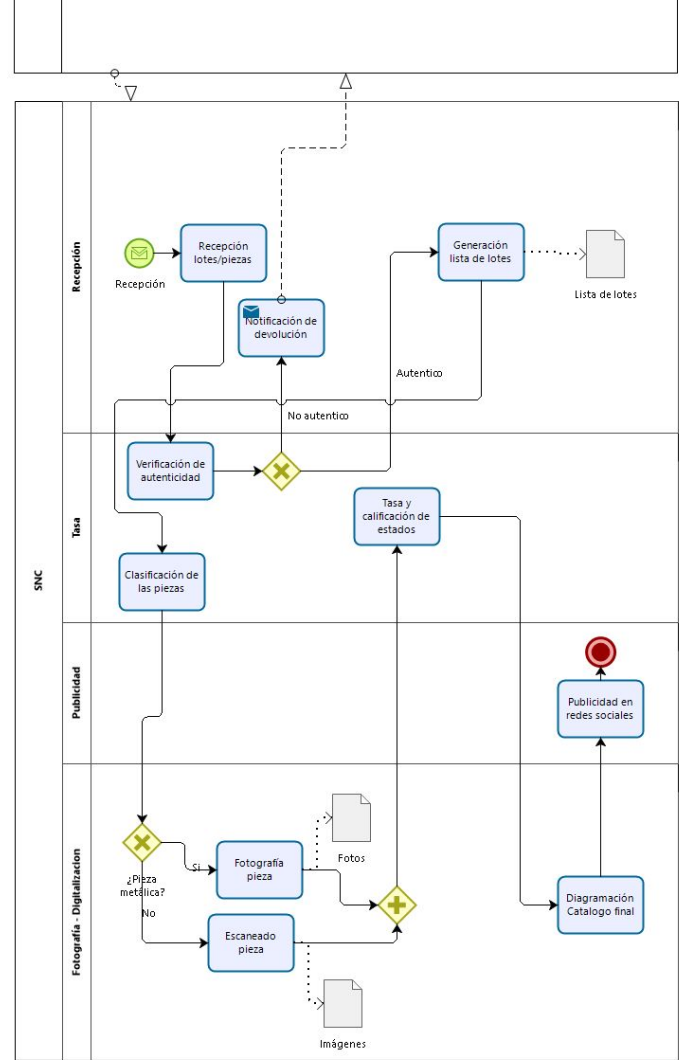 SNC
Recepción
Recepción
Recepción
lotes/piezas
Notificación de
devolución
Generación
lista de lotes
Lista de lotes
Autentico
No autentico
Tasa
Verificación de
autenticidad
Tasa y
calificación de
estados
Clasificación de
las piezas
Publicidad
Publicidad en
redes sociales
Fotografía - Digitalizacion
¿Pieza
metálica?
Si
No
Fotografía
pieza
Fotos
Escaneado
pieza
Imágenes
Diagramación
Catalogo final